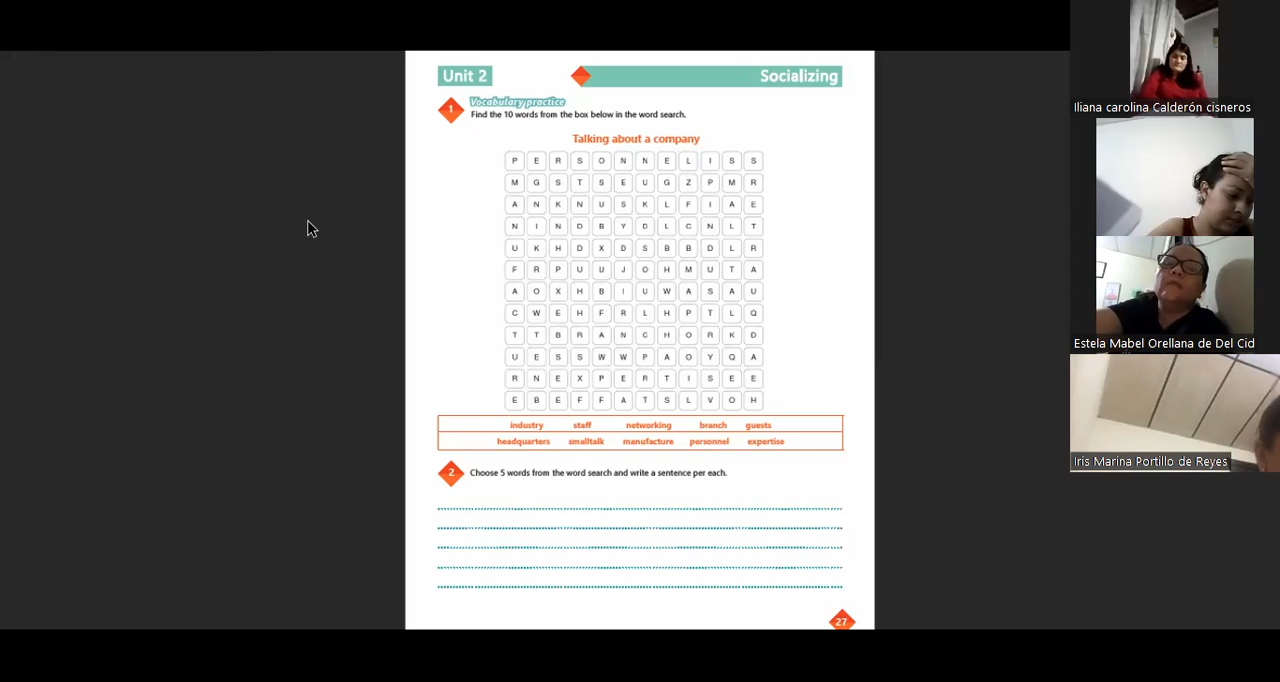 Unit 2
Socializing
1
Vocabulary practice
Find the 10 words from the box below in the word search.
Talking about a company
P E R S O N N E L I S S
M G S T S E U G Z P M R
A N K N U S K L F I A E
N I N D B Y D L C N L T
U K H D X D S B B D L R
F R P U U J O H M U T A
A O X H B I U W A S A U
C W E H F R L H P T L Q
T T B R A N C H O R K D
U E S S W W P A O Y Q A
R N E X P E R T I S E E
E B E F F A T S L V O H
industry staff networking branch guests
headquarters smalltalk manufacture personnel expertise
2
Choose 5 words from the word search and write a sentence per each.
27
Iliana carolina Calderón cisneros
Estela Mabel Orellana de Del Cid
Iris Marina Portillo de Reyes